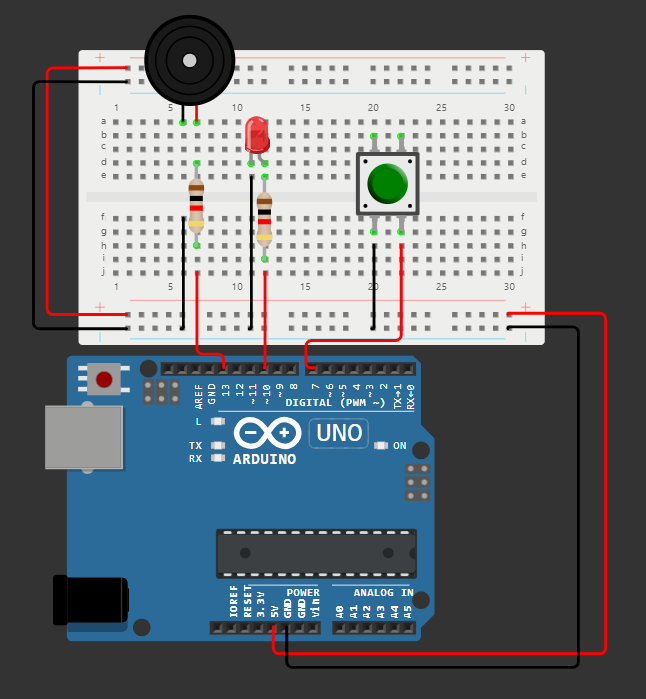 + +
1 5 10 15 20 25 30
a a
b b
c c
d d
e e
f f
g g
h h
i i
j j
1 5 10 15 20 25 30
+ +
AREF GND 13 12 ~11 ~10 ~9 8 7 ~6 ~5 4 ~3 2 TX→1 RX←0
DIGITAL (PWM ~)
L
TX
RX
UNO
ON
ARDUINO
POWER
ANALOG IN
IOREF RESET 3.3V 5V GND GND Vin A0 A1 A2 A3 A4 A5